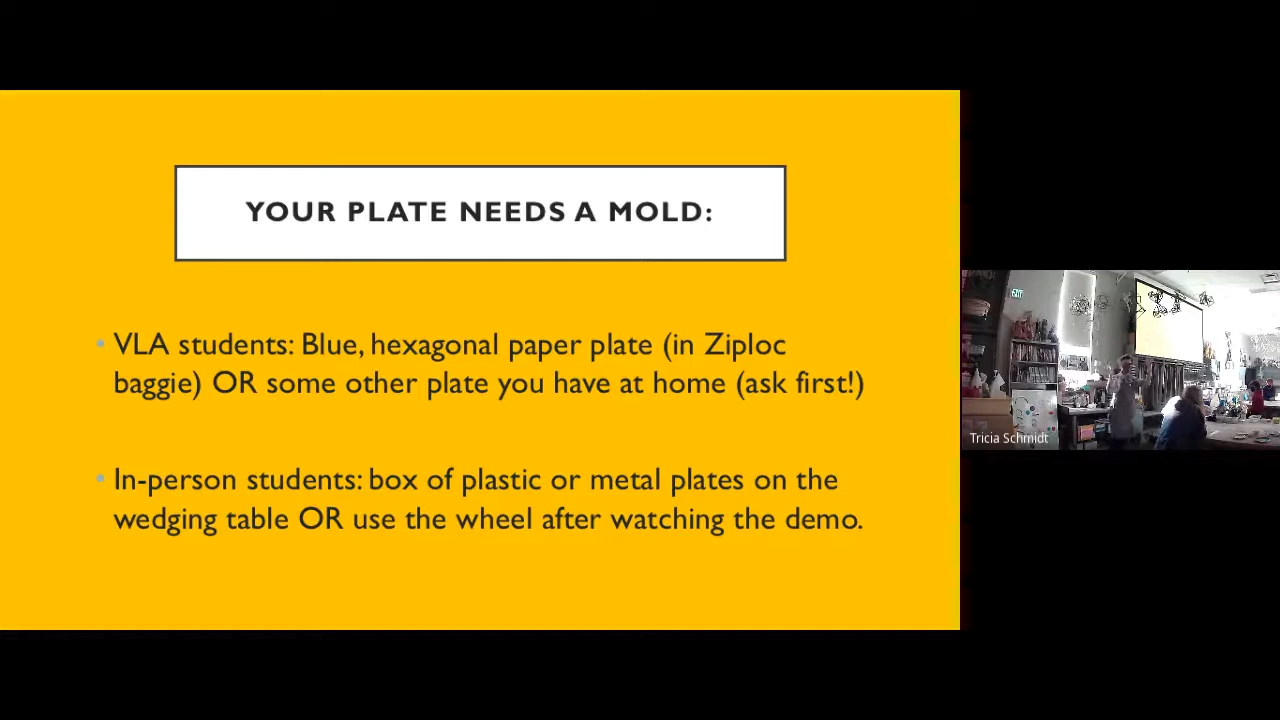 YOUR PLATE NEEDS A MOLD:
• VLA students: Blue, hexagonal paper plate (in Ziploc
baggie) OR some other plate you have at home (ask first!)
• In-person students: box of plastic or metal plates on the
wedging table OR use the wheel after watching the demo.
EXIT
Tricia Schmidt